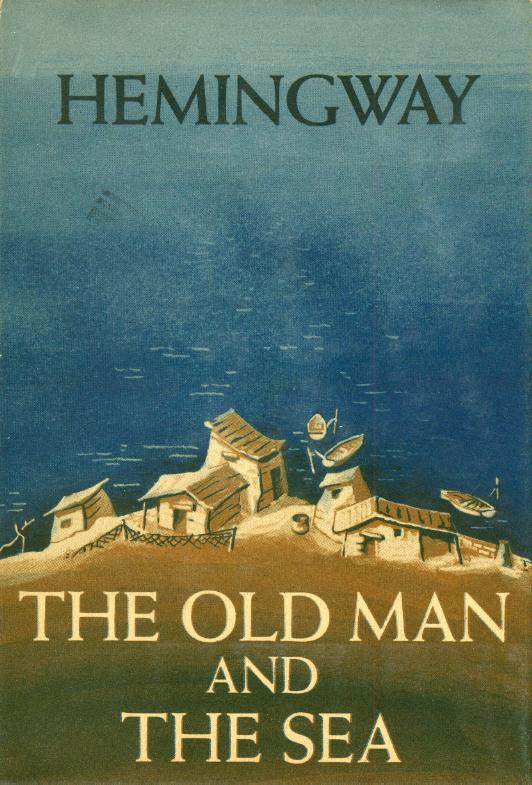 HEMINGWAY
THE OLD MAN
AND
THE SEA